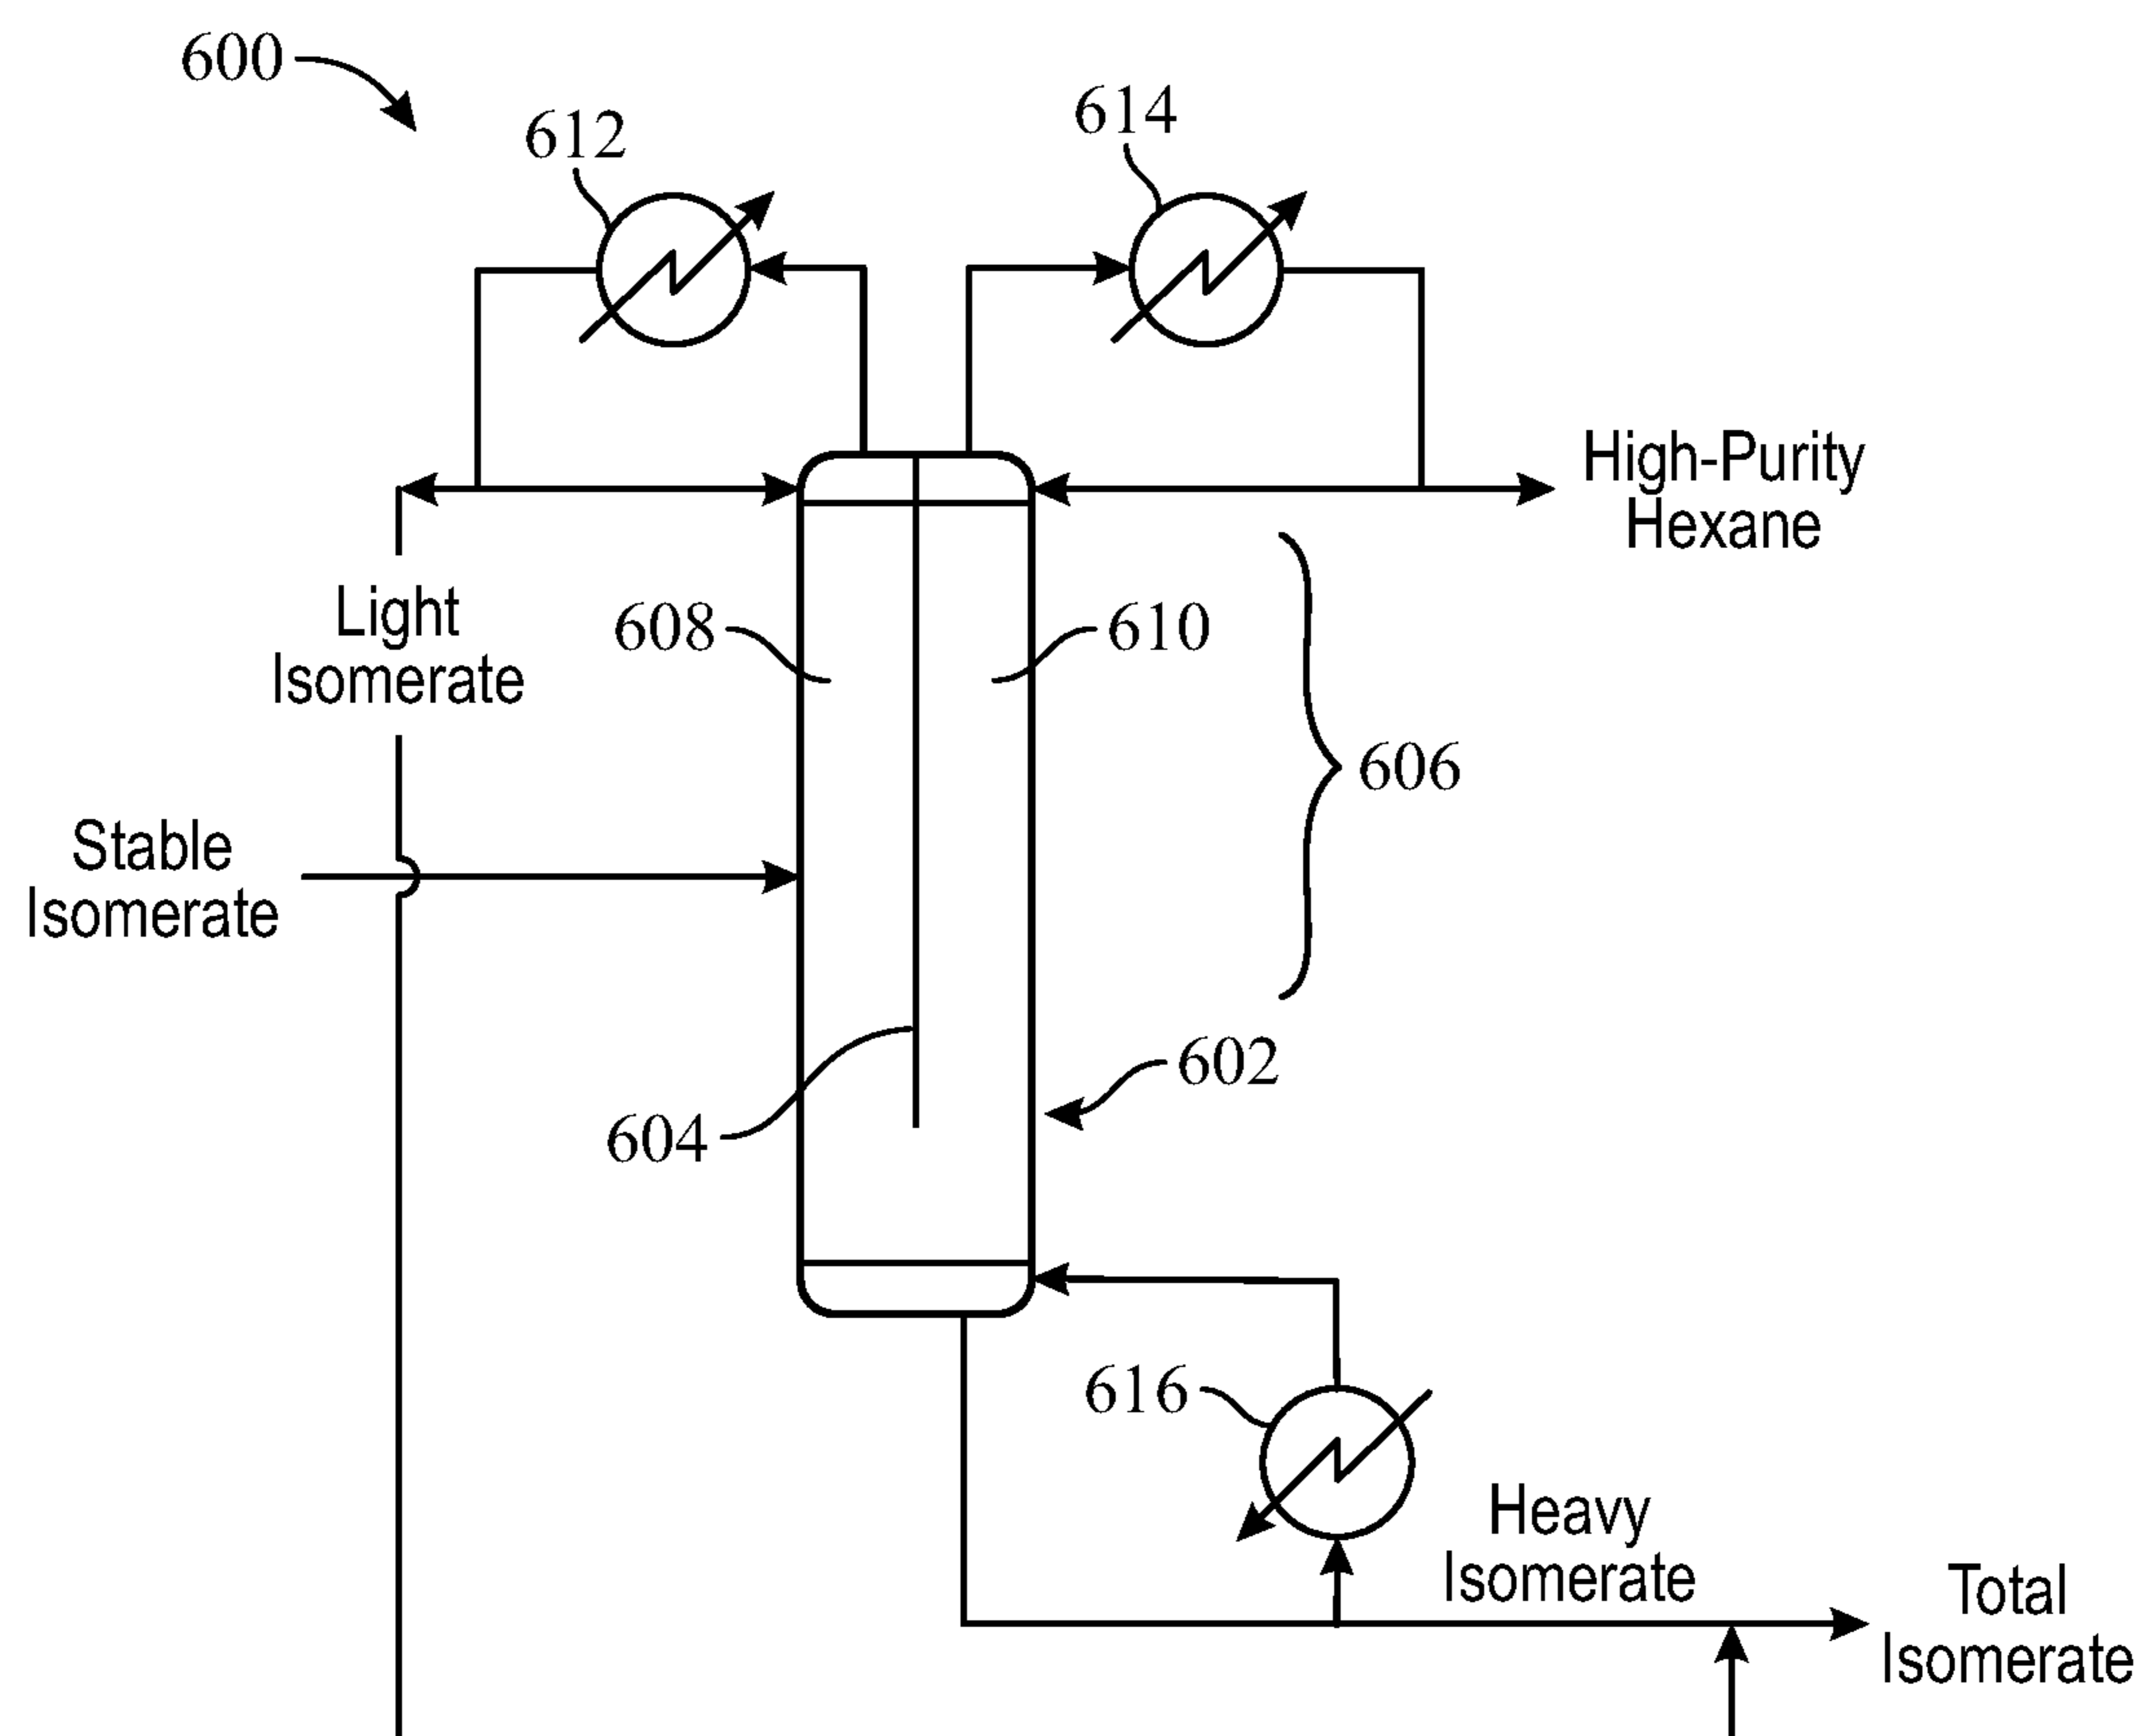 600
612
614
High-Purity
Hexane
Light
Isomerate
608
610
606
Stable
Isomerate
602
604
616
Heavy
Isomerate
Total
Isomerate